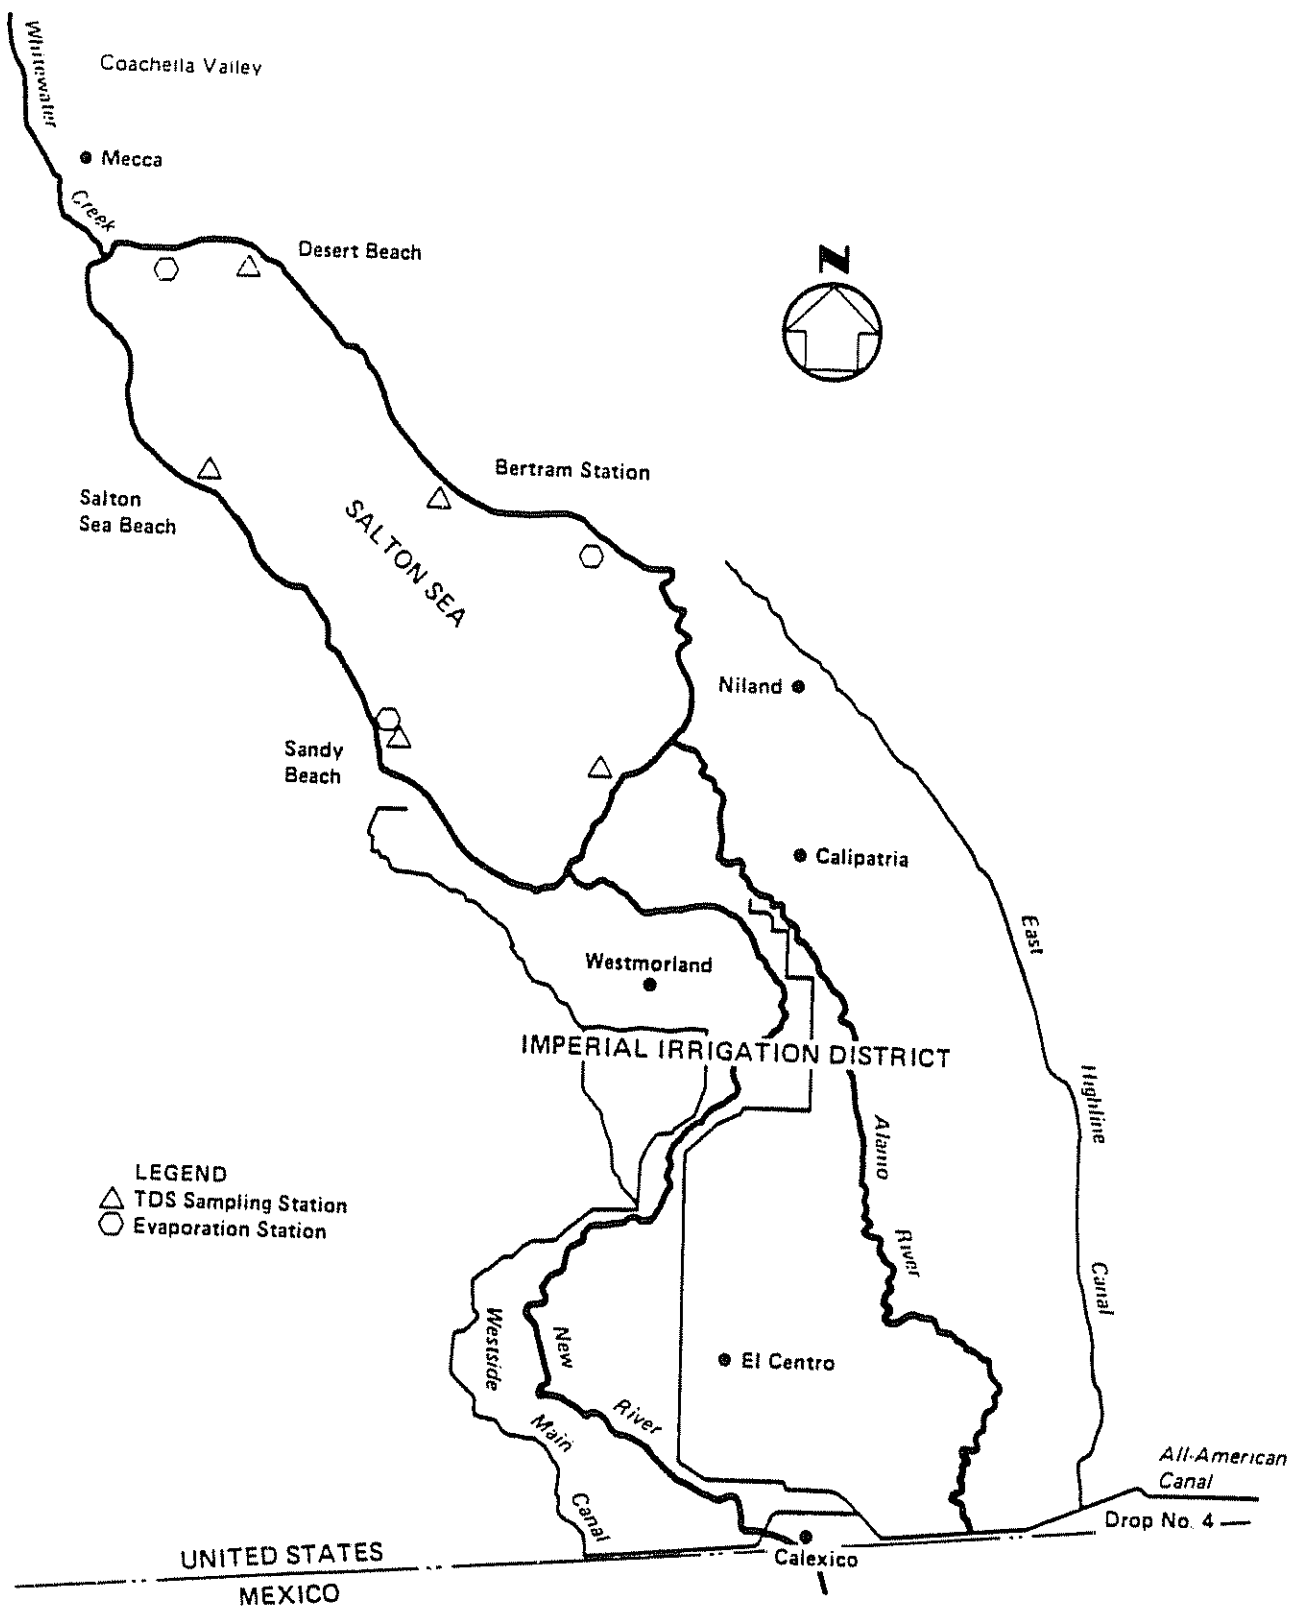 Whitewater
Creek
Coachella Valley
Mecca
Desert Beach
N
Bertram Station
Salton
Sea Beach
SALTON SEA
Niland
Sandy
Beach
Calipatria
East
Highline
Canal
Westmorland
IMPERIAL IRRIGATION DISTRICT
Alamo
River
LEGEND
TDS Sampling Station
Evaporation Station
Westside
Main
Canal
New
River
El Centro
All-American
Canal
Drop No. 4
Calexico
UNITED STATES
MEXICO